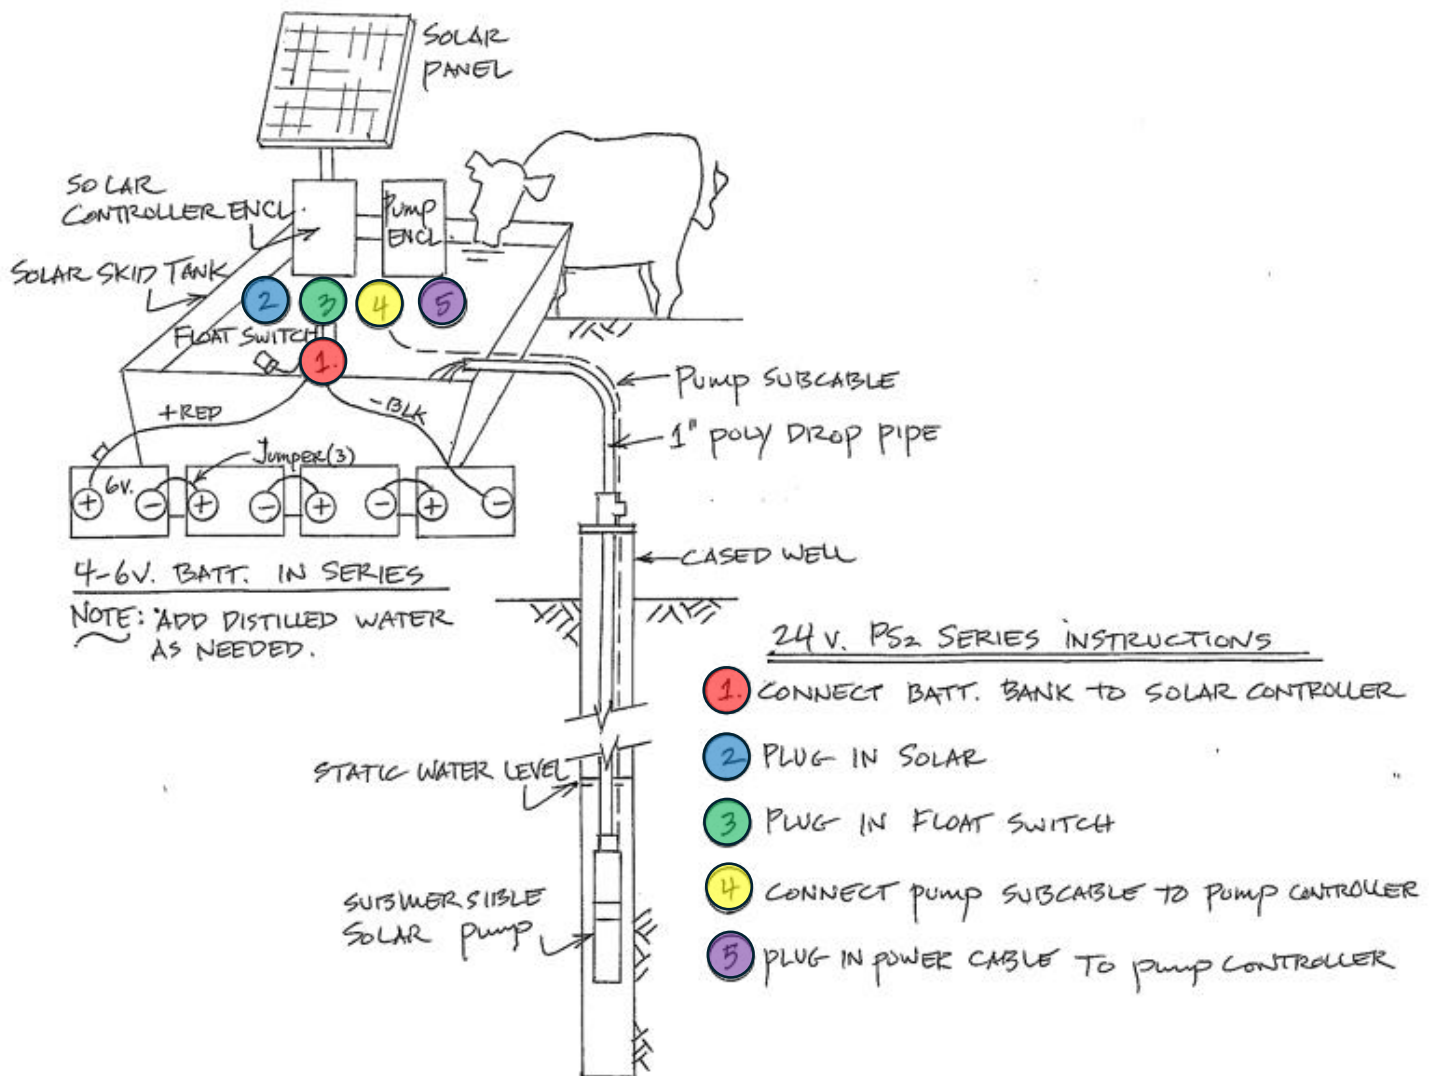 SOLAR
PANEL
SOLAR
CONTROLLER ENCL.
Pump
ENCL
SOLAR SKID TANK
2
3
4
5
FLOAT SWITCH
1.
PUMP SUBCABLE
+RED
-BLK
1" POLY DROP PIPE
Jumper(3)
6V.
+ - + - + - + -
CASED WELL
4-6V. BATT. IN SERIES
NOTE: ADD DISTILLED WATER
AS NEEDED.
STATIC WATER LEVEL
SUBMERSIBLE
SOLAR PUMP
24 V. PS2 SERIES INSTRUCTIONS
1. CONNECT BATT. BANK TO SOLAR CONTROLLER
2 PLUG IN SOLAR
3 PLUG IN FLOAT SWITCH
4 CONNECT PUMP SUBCABLE TO PUMP CONTROLLER
5 PLUG IN POWER CABLE TO PUMP CONTROLLER